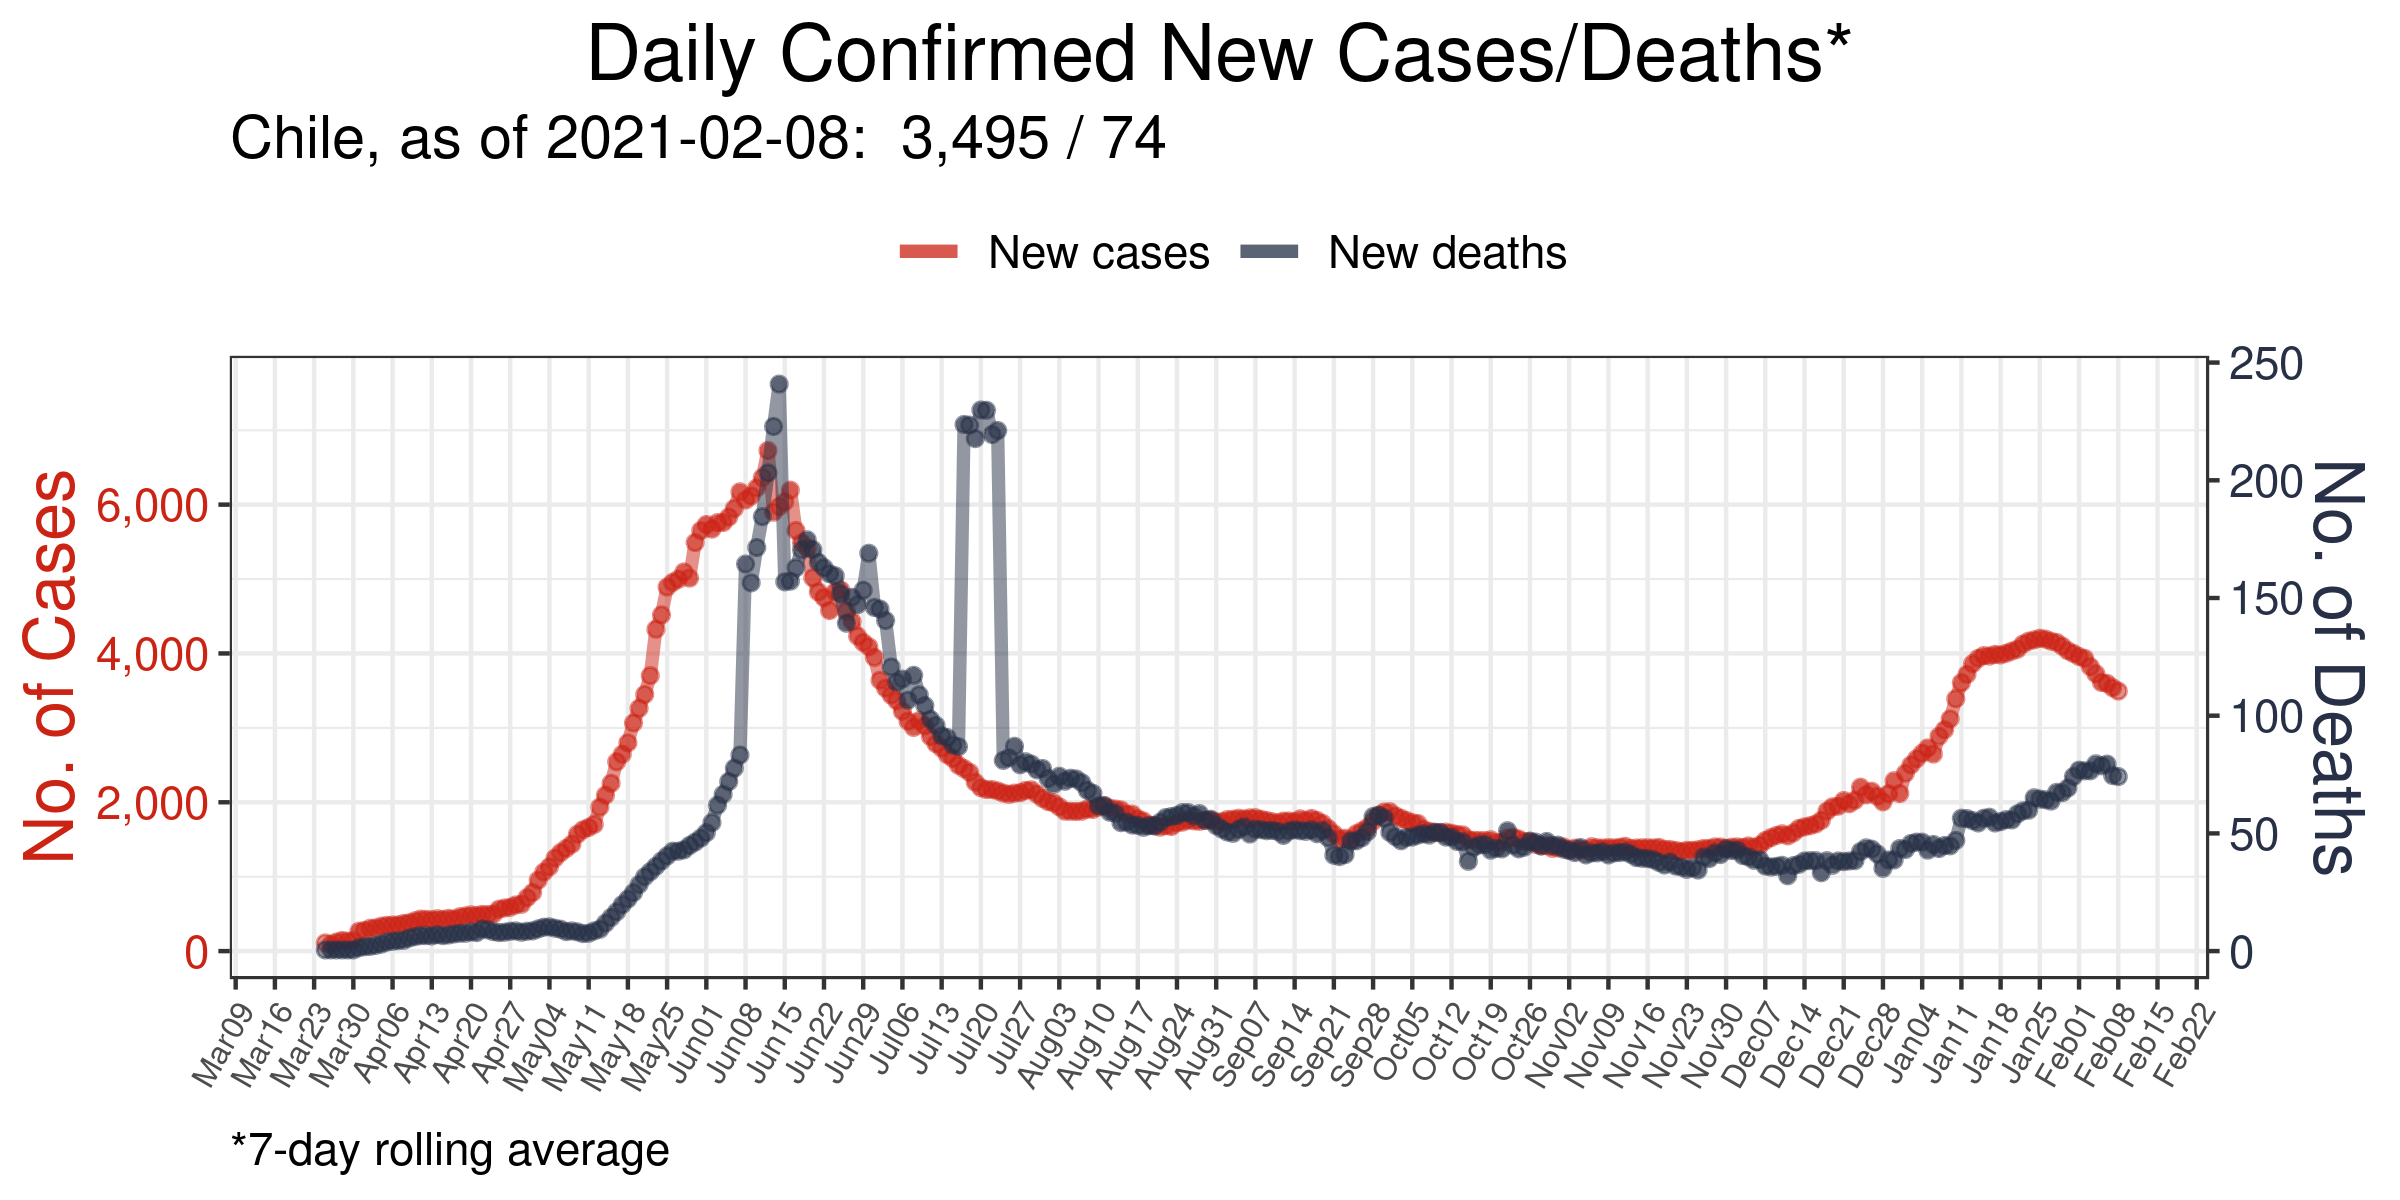 Daily Confirmed New Cases/Deaths*
Chile, as of 2021-02-08:  3,495 / 74
New cases
New deaths
No. of Cases
6,000
4,000
2,000
0
250
200
150
100
50
0
No. of Deaths
Mar09
Mar16
Mar23
Mar30
Apr06
Apr13
Apr20
Apr27
May04
May11
May18
May25
Jun01
Jun08
Jun15
Jun22
Jun29
Jul06
Jul13
Jul20
Jul27
Aug03
Aug10
Aug17
Aug24
Aug31
Sep07
Sep14
Sep21
Sep28
Oct05
Oct12
Oct19
Oct26
Nov02
Nov09
Nov16
Nov23
Nov30
Dec07
Dec14
Dec21
Dec28
Jan04
Jan11
Jan18
Jan25
Feb01
Feb08
Feb15
Feb22
*7-day rolling average